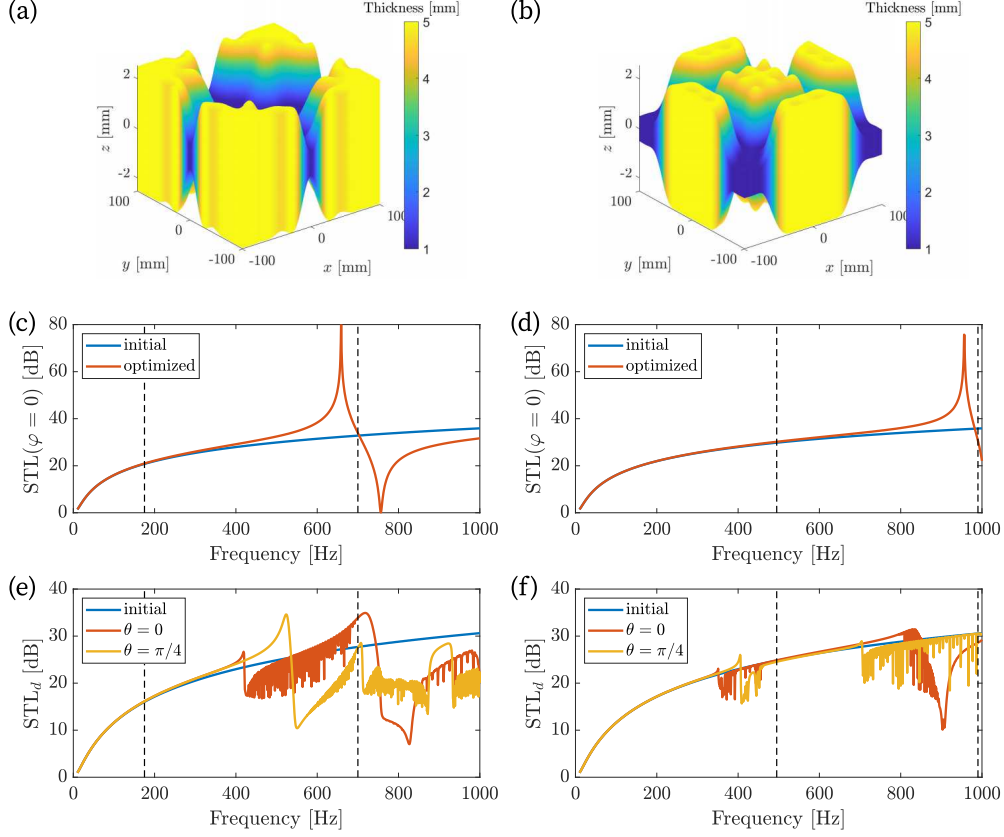 (a)
Thickness [mm]
5
4
3
2
1
2
0
-2
z [mm]
100
0
-100
y [mm]
-100
0
100
x [mm]
(b)
Thickness [mm]
5
4
3
2
1
2
0
-2
z [mm]
100
0
-100
y [mm]
-100
0
100
x [mm]
(c)
80
60
40
20
0
STL(φ = 0) [dB]
initial
optimized
0 200 400 600 800 1000
Frequency [Hz]
(d)
80
60
40
20
0
STL(φ = 0) [dB]
initial
optimized
0 200 400 600 800 1000
Frequency [Hz]
(e)
40
30
20
10
0
STL_d [dB]
initial
θ = 0
θ = π/4
0 200 400 600 800 1000
Frequency [Hz]
(f)
40
30
20
10
0
STL_d [dB]
initial
θ = 0
θ = π/4
0 200 400 600 800 1000
Frequency [Hz]